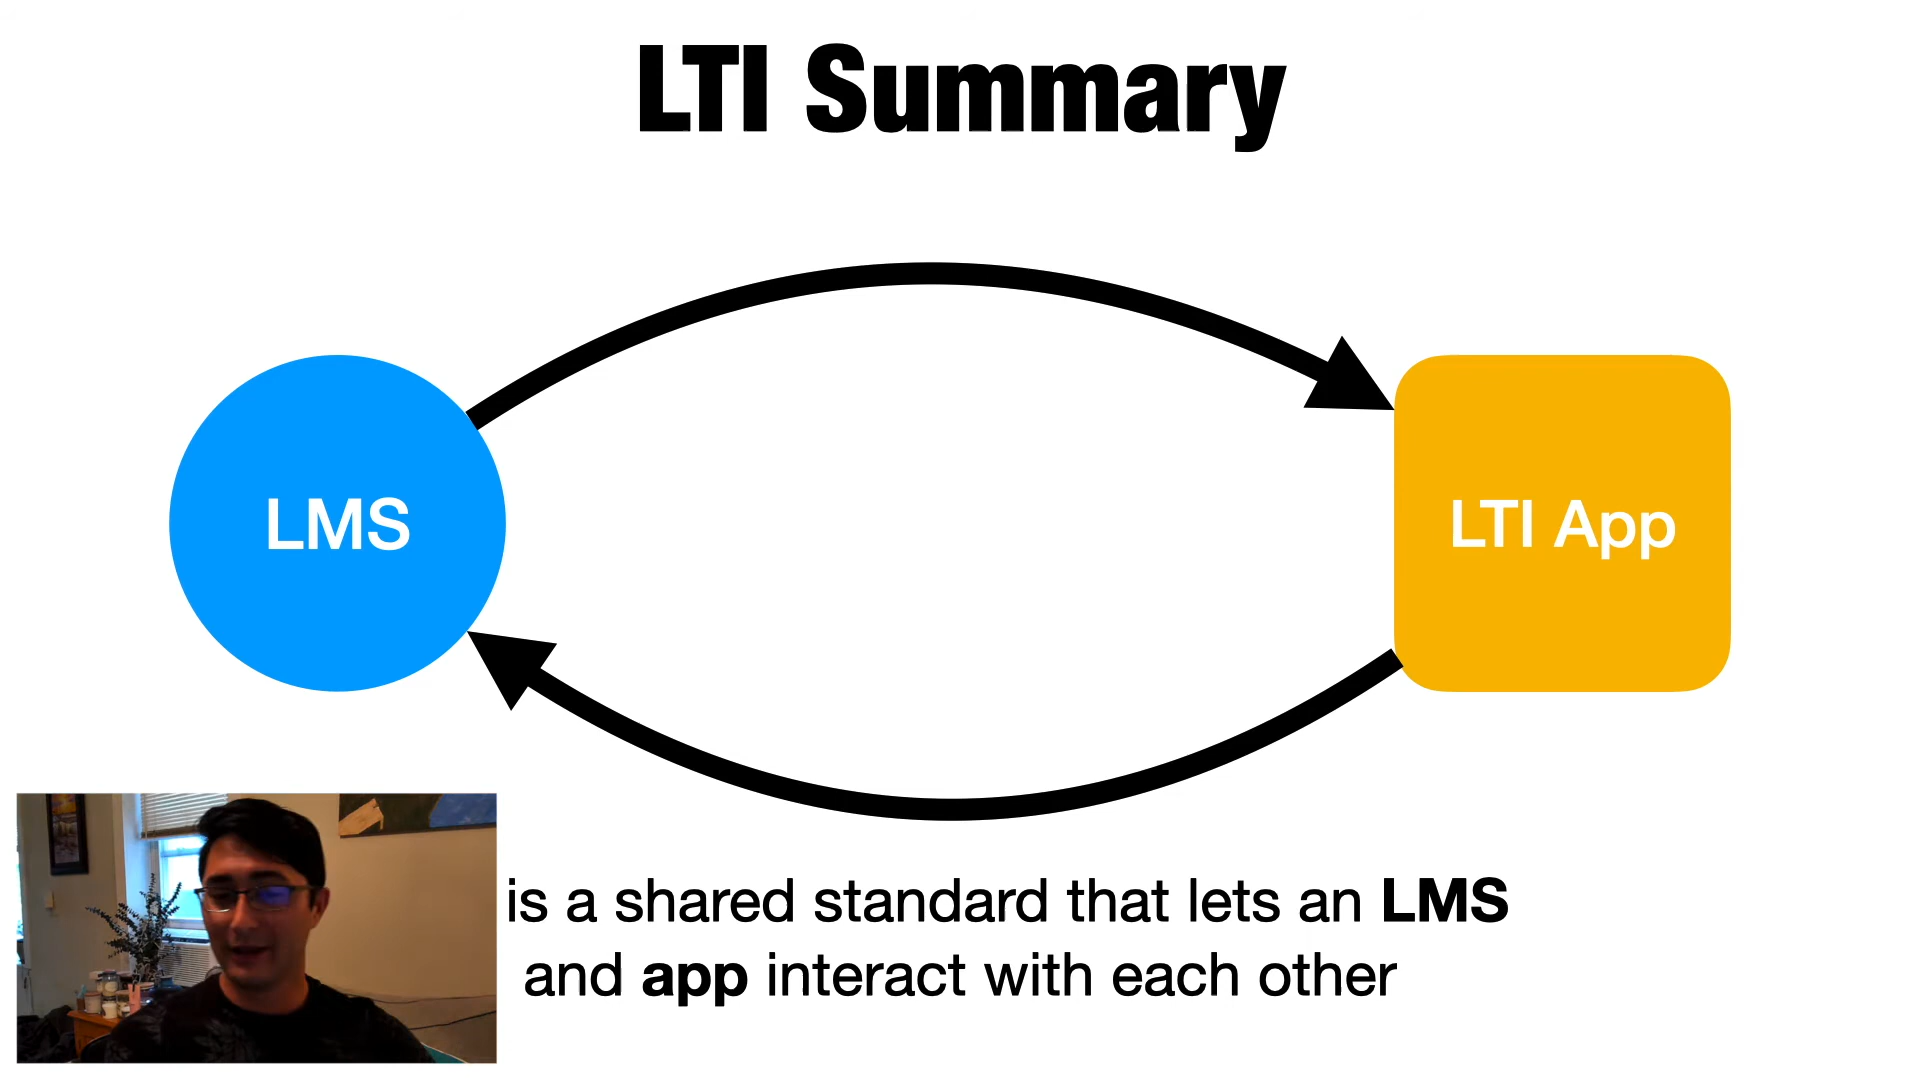 LTI Summary
LMS
LTI App
is a shared standard that lets an LMS
and app interact with each other